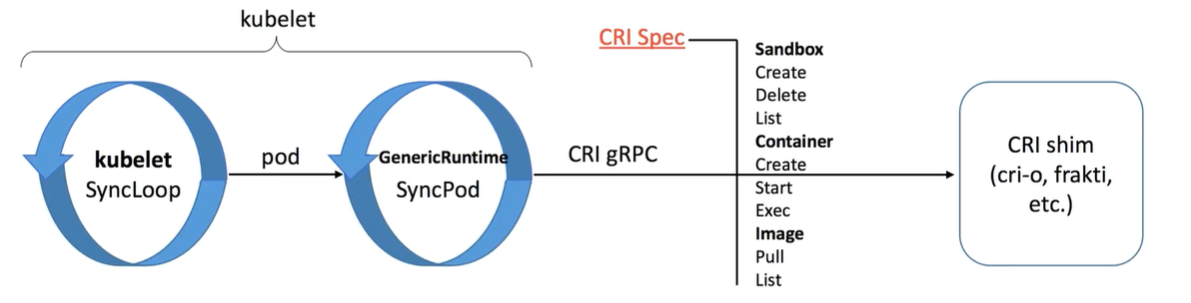 kubelet
kubelet
SyncLoop
pod
GenericRuntime
SyncPod
CRI gRPC
CRI Spec
Sandbox
Create
Delete
List
Container
Create
Start
Exec
Image
Pull
List
CRI shim
(cri-o, frakti,
etc.)